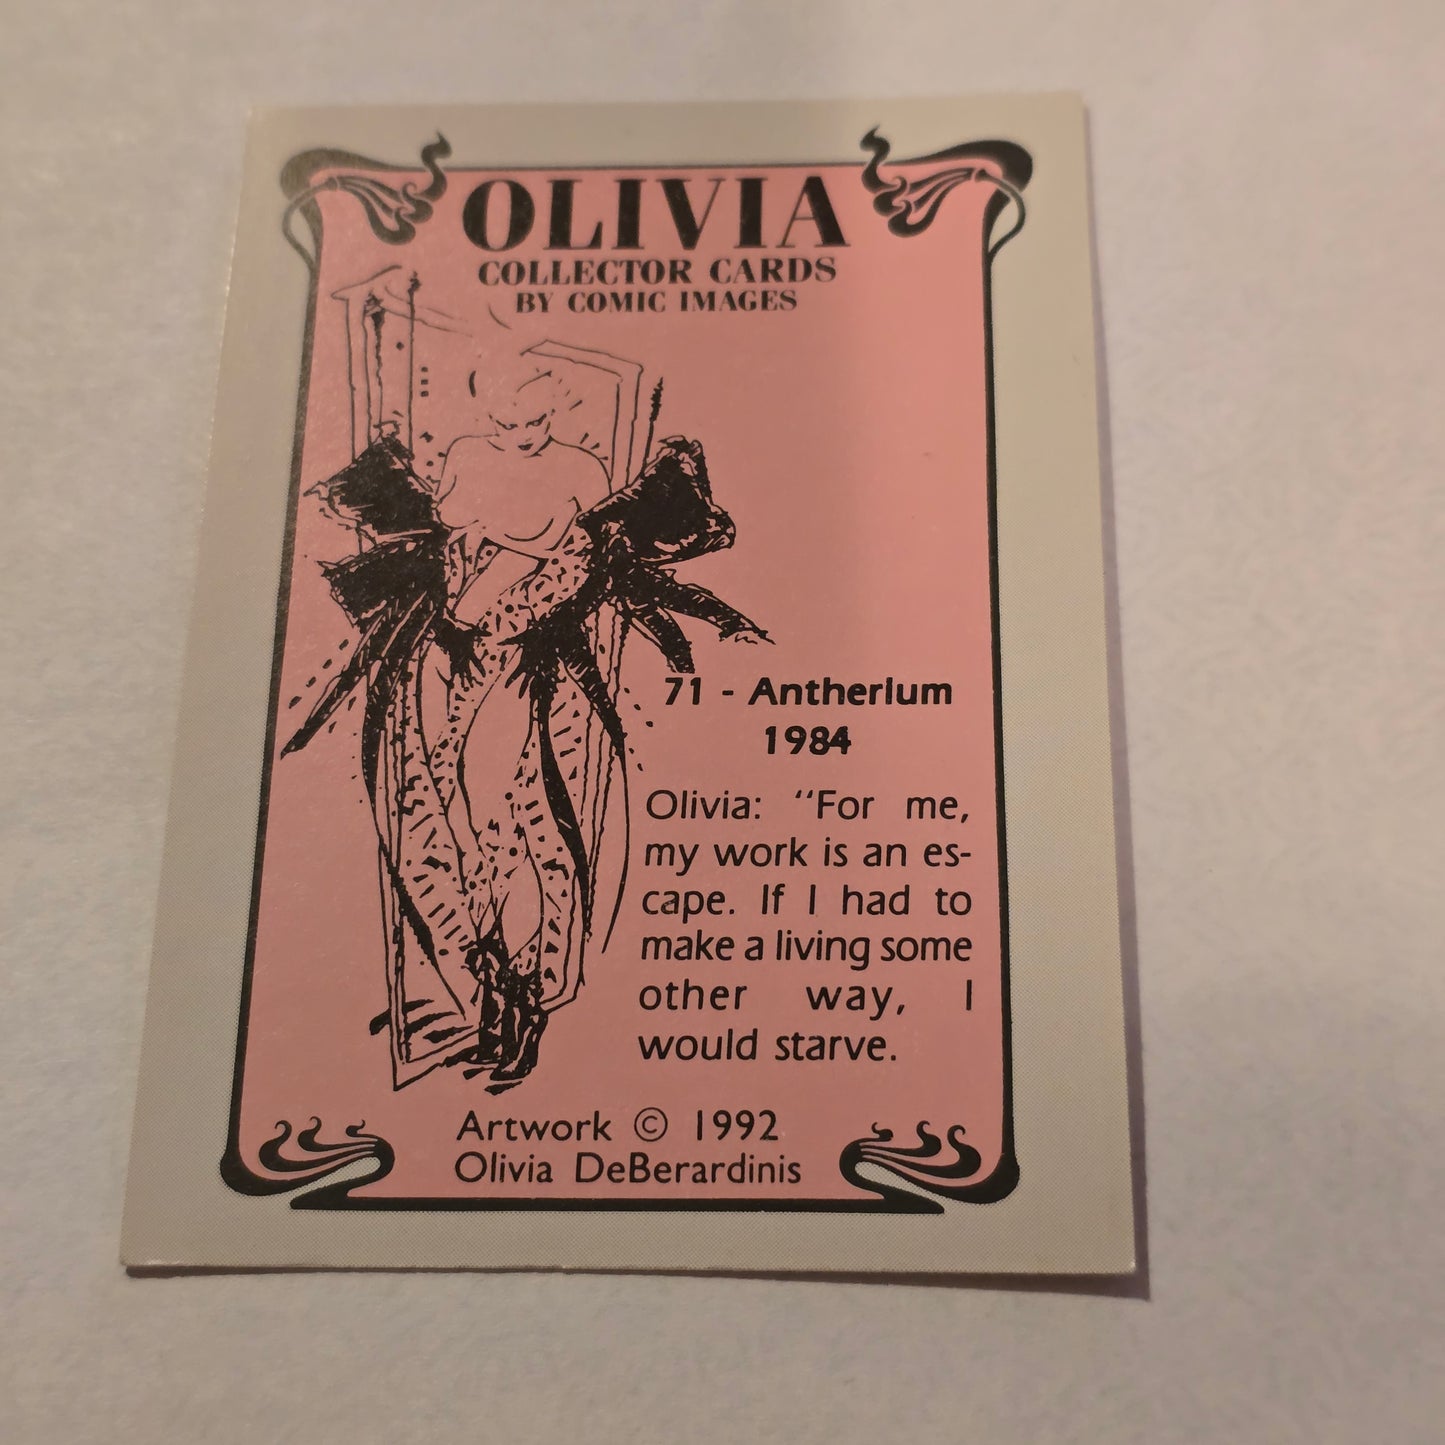 OLIVIA
COLLECTOR CARDS
BY COMIC IMAGES
71 - Antherium
1984
Olivia: "For me,
my work is an es-
cape. If I had to
make a living some
other way, I
would starve.
Artwork © 1992
Olivia DeBerardinis